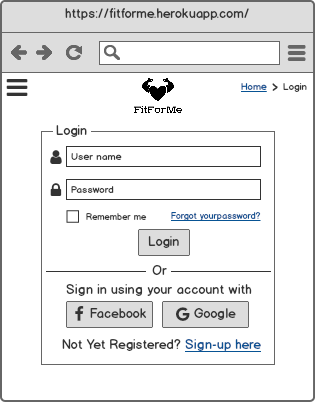 https://fitforme.herokuapp.com/
Home > Login
FitForMe
Login
User name
Password
Remember me Forgot yourpassword?
Login
Or
Sign in using your account with
Facebook Google
Not Yet Registered? Sign-up here